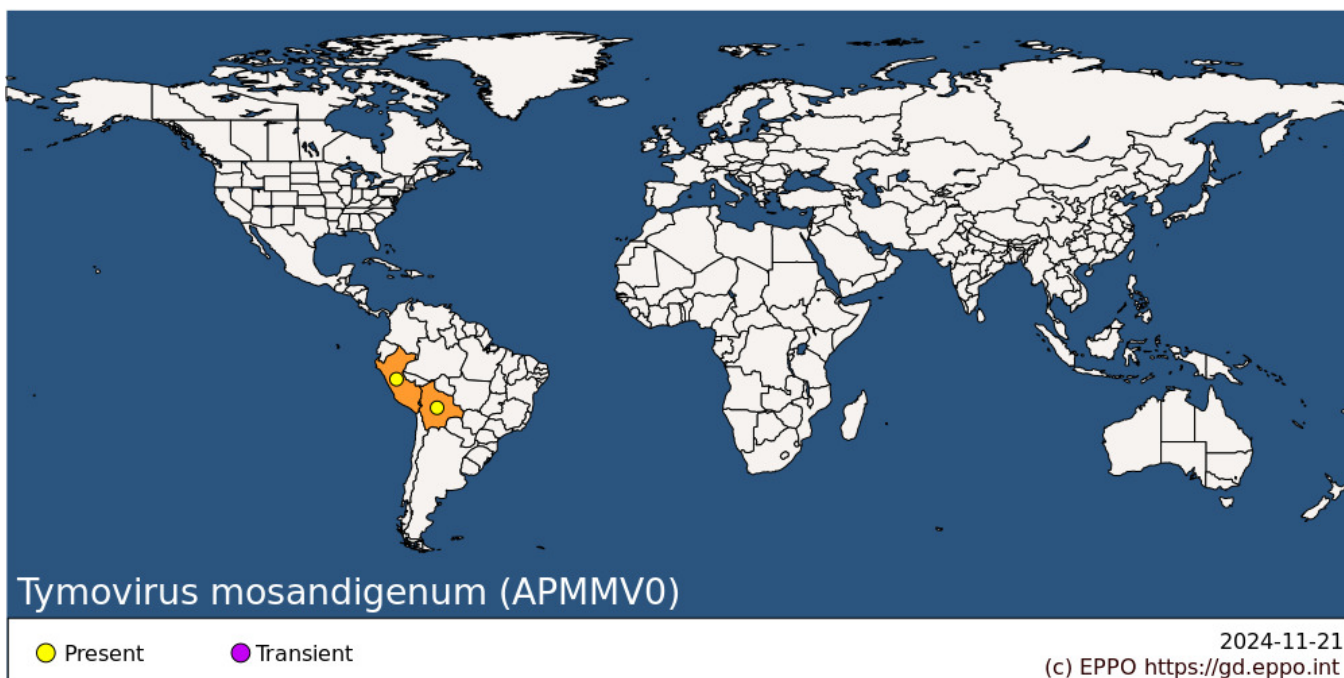 Tymovirus mosandigenum (APMMV0)
Present
Transient
2024-11-21
(c) EPPO https://gd.eppo.int